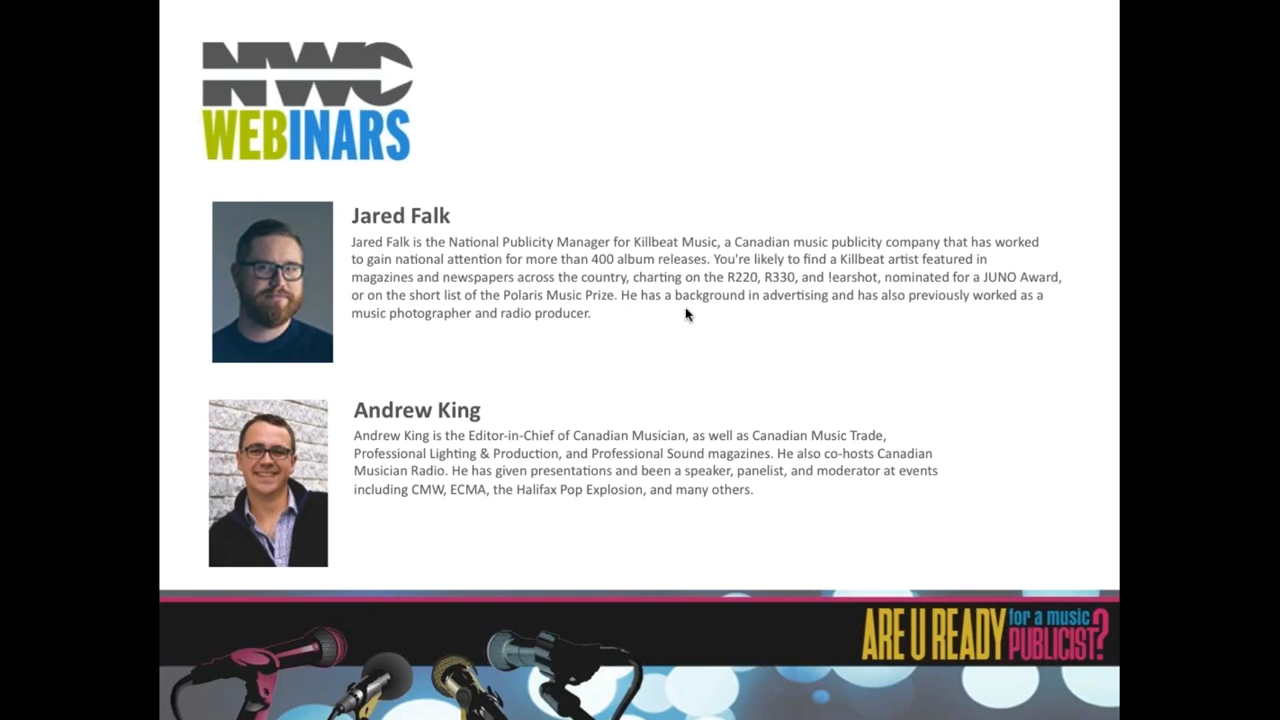 NWC
WEBINARS
Jared Falk
Jared Falk is the National Publicity Manager for Killbeat Music, a Canadian music publicity company that has worked
to gain national attention for more than 400 album releases. You're likely to find a Killbeat artist featured in
magazines and newspapers across the country, charting on the R220, R330, and !earshot, nominated for a JUNO Award,
or on the short list of the Polaris Music Prize. He has a background in advertising and has also previously worked as a
music photographer and radio producer.
Andrew King
Andrew King is the Editor-in-Chief of Canadian Musician, as well as Canadian Music Trade,
Professional Lighting & Production, and Professional Sound magazines. He also co-hosts Canadian
Musician Radio. He has given presentations and been a speaker, panelist, and moderator at events
including CMW, ECMA, the Halifax Pop Explosion, and many others.
ARE U READY for a music
PUBLICIST?